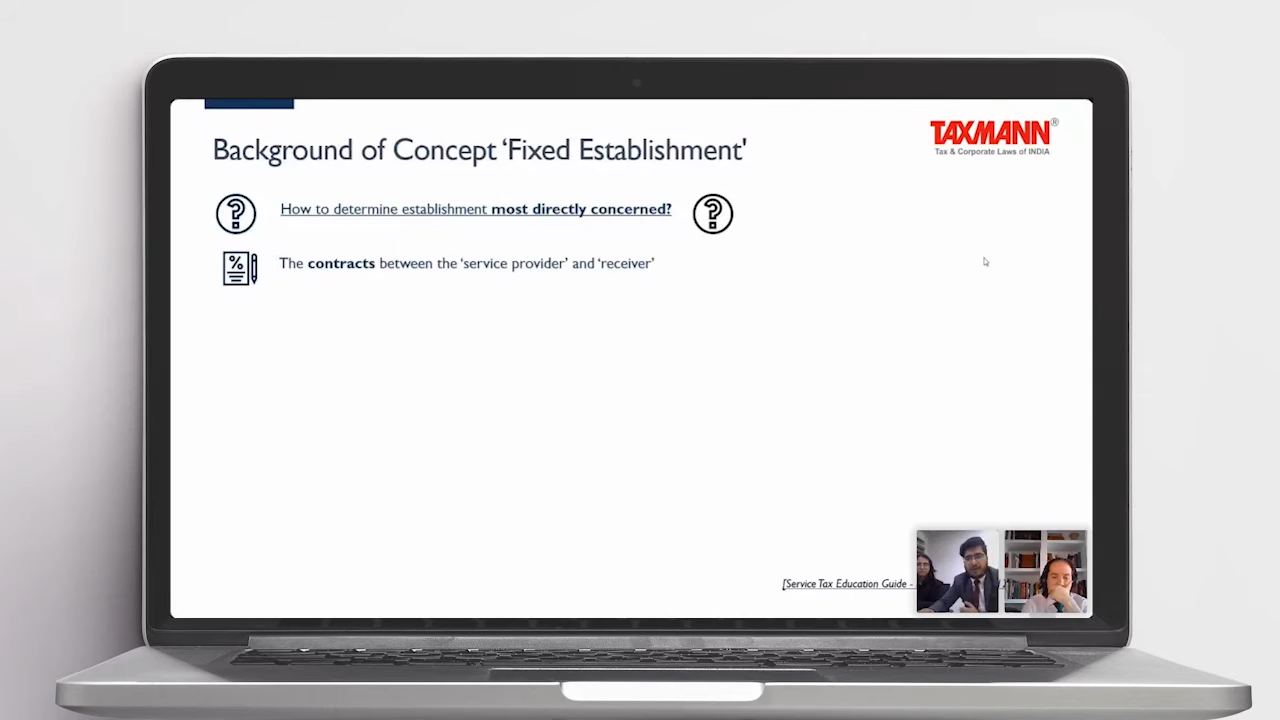 TAXMANN®
Tax & Corporate Laws of INDIA
Background of Concept ‘Fixed Establishment'
How to determine establishment most directly concerned?
The contracts between the ‘service provider’ and ‘receiver’
[Service Tax Education Guide -